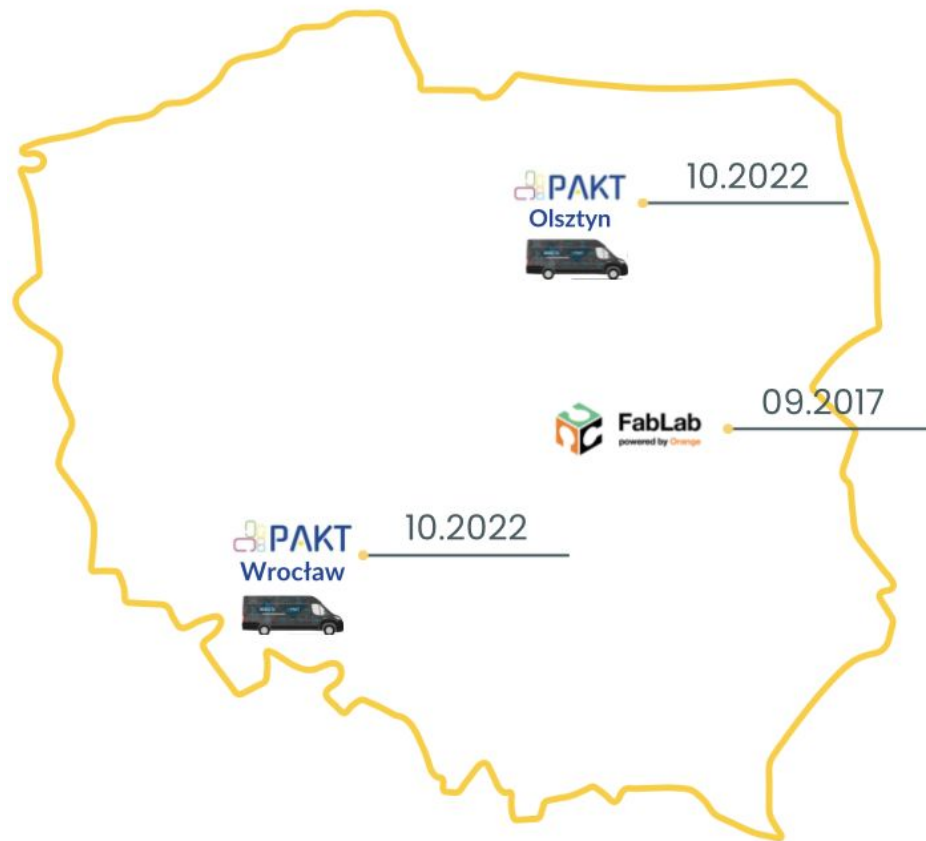 PAKT
Olsztyn
10.2022
FabLab
powered by Orange
09.2017
PAKT
Wrocław
10.2022